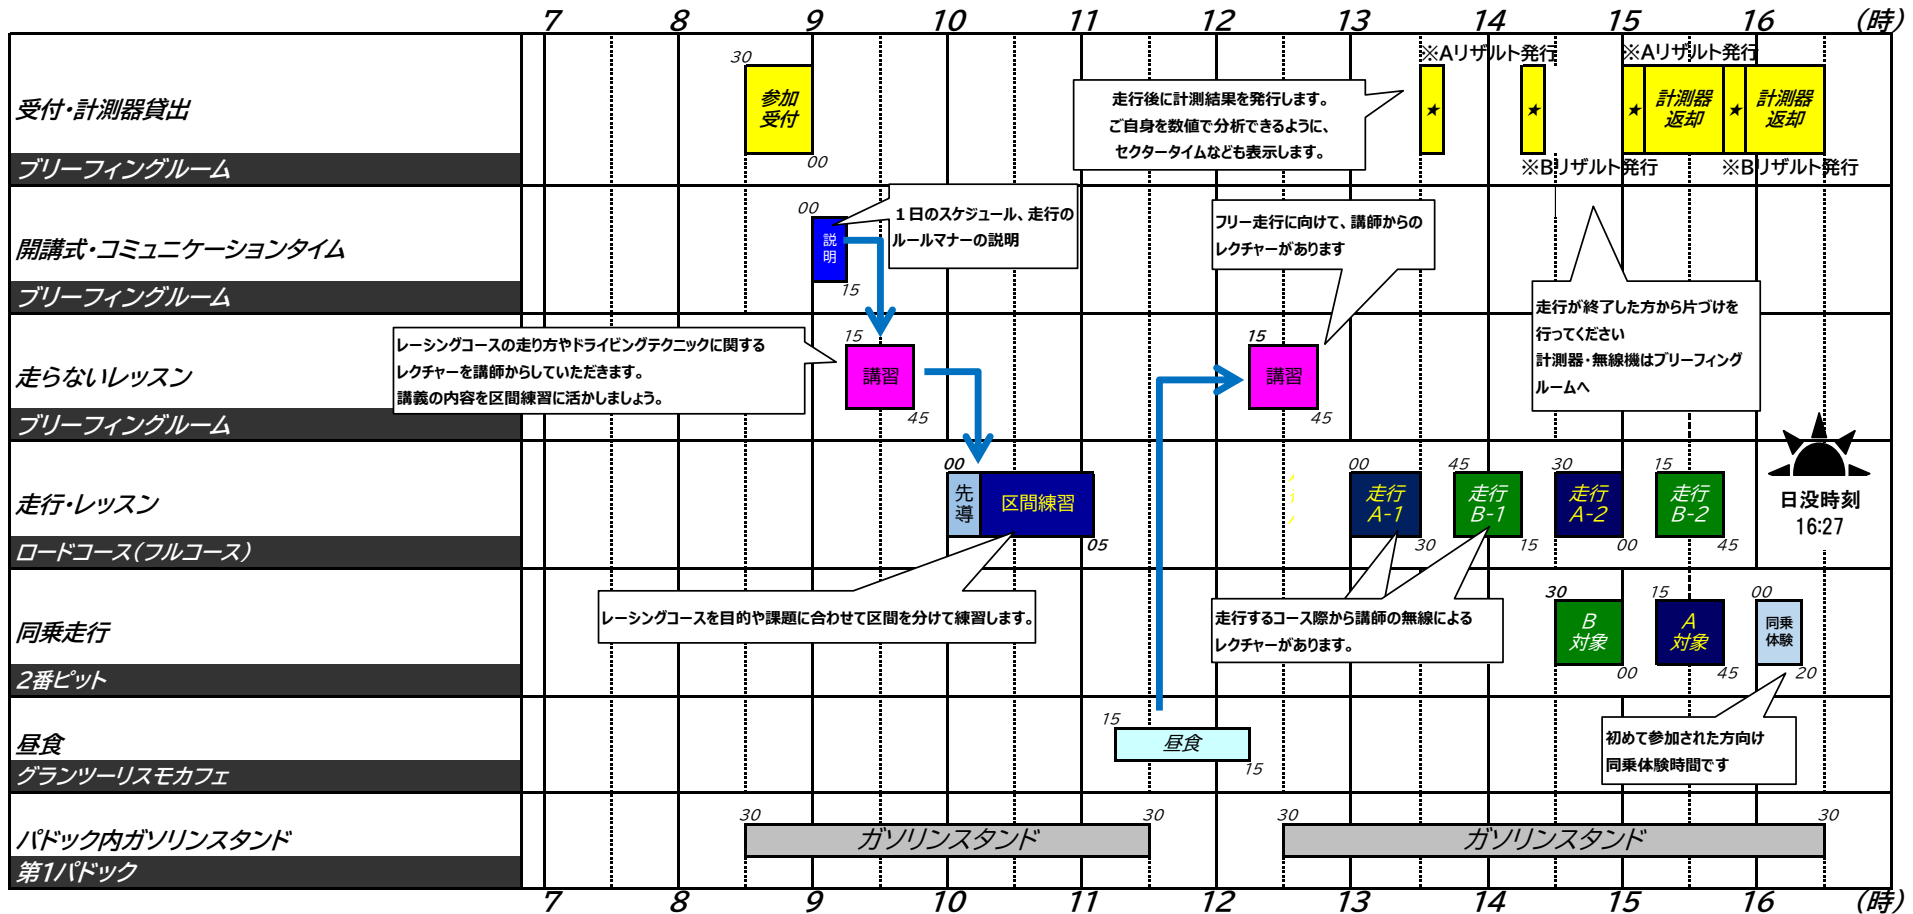 7 8 9 10 11 12 13 14 15 16 (時)
受付・計測器貸出
ブリーフィングルーム
30
参加
受付
00
走行後に計測結果を発行します。
ご自身を数値で分析できるように、
セクタータイムなども表示します。
※Aリザルト発行
★
★
※Bリザルト発行
※Aリザルト発行
★
計測器
返却
★
計測器
返却
※Bリザルト発行
開講式・コミュニケーションタイム
ブリーフィングルーム
00
説
明
15
1日のスケジュール、走行の
ルールマナーの説明
フリー走行に向けて、講師からの
レクチャーがあります
走行が終了した方から片づけを
行ってください
計測器・無線機はブリーフィング
ルームへ
走らないレッスン
ブリーフィングルーム
レーシングコースの走り方やドライビングテクニックに関する
レクチャーを講師からしていただきます。
講義の内容を区間練習に活かしましょう。
15
講習
45
15
講習
45
走行・レッスン
ロードコース(フルコース)
00
先
導
区間練習
05
00
走行
A-1
30
45
走行
B-1
15
30
走行
A-2
00
15
走行
B-2
45
日没時刻
16:27
同乗走行
2番ピット
レーシングコースを目的や課題に合わせて区間を分けて練習します。
走行するコース際から講師の無線による
レクチャーがあります。
30
B
対象
00
15
A
対象
45
00
同乗
体験
20
昼食
グランツーリスモカフェ
15
昼食
15
初めて参加された方向け
同乗体験時間です
パドック内ガソリンスタンド
第1パドック
30
ガソリンスタンド
30
30
ガソリンスタンド
30
7 8 9 10 11 12 13 14 15 16 (時)